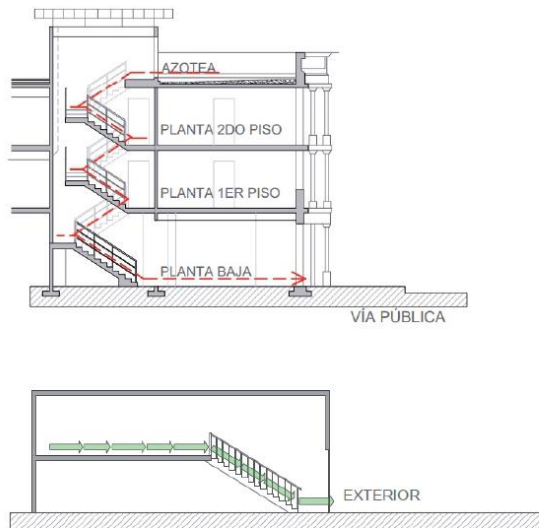 AZOTEA
PLANTA 2DO PISO
PLANTA 1ER PISO
PLANTA BAJA
VÍA PÚBLICA
EXTERIOR